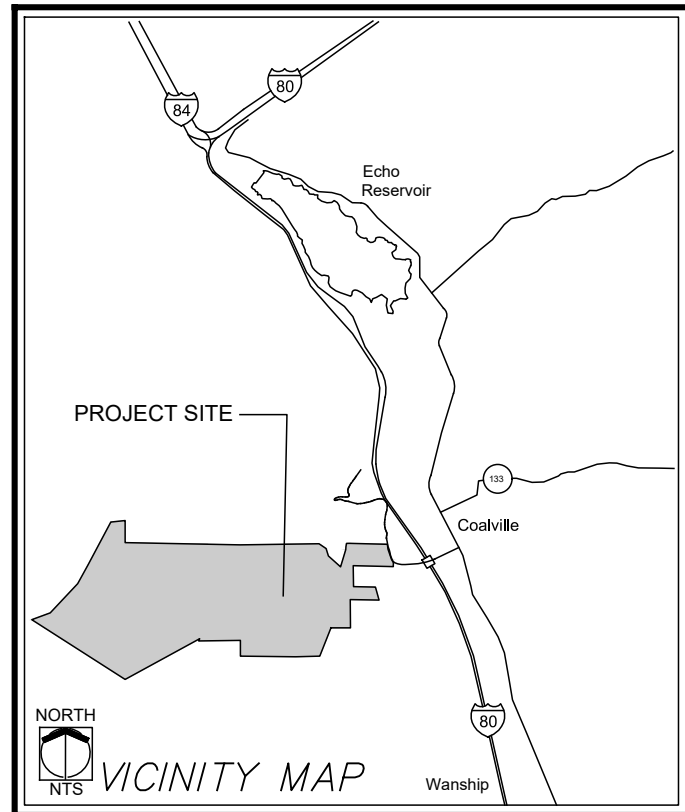 80
84
Echo
Reservoir
PROJECT SITE
133
Coalville
NORTH
80
NTS
VICINITY MAP
Wanship